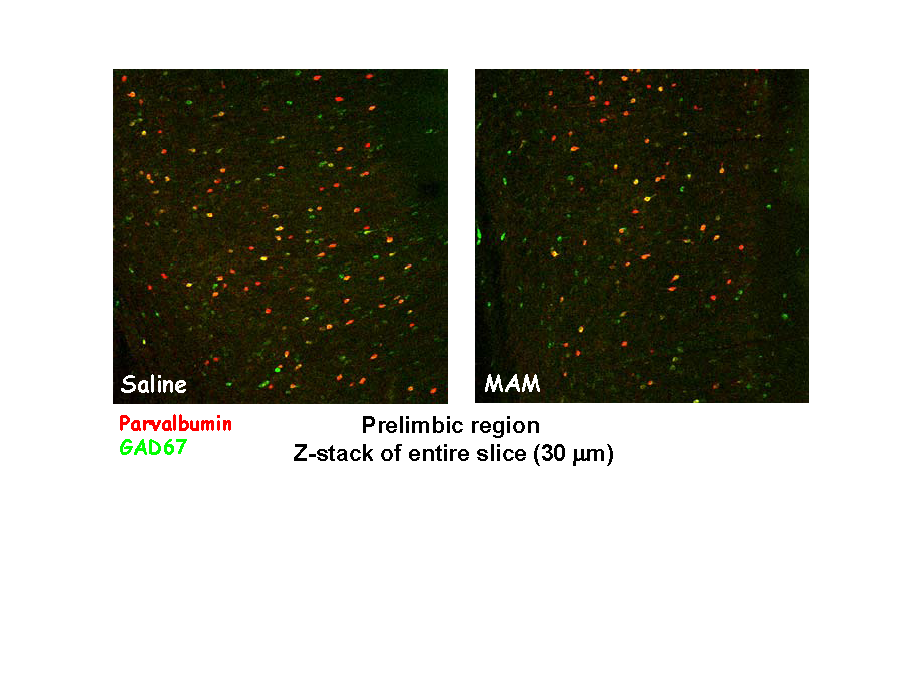 Saline
MAM
Parvalbumin
GAD67
Prelimbic region
Z-stack of entire slice (30 μm)